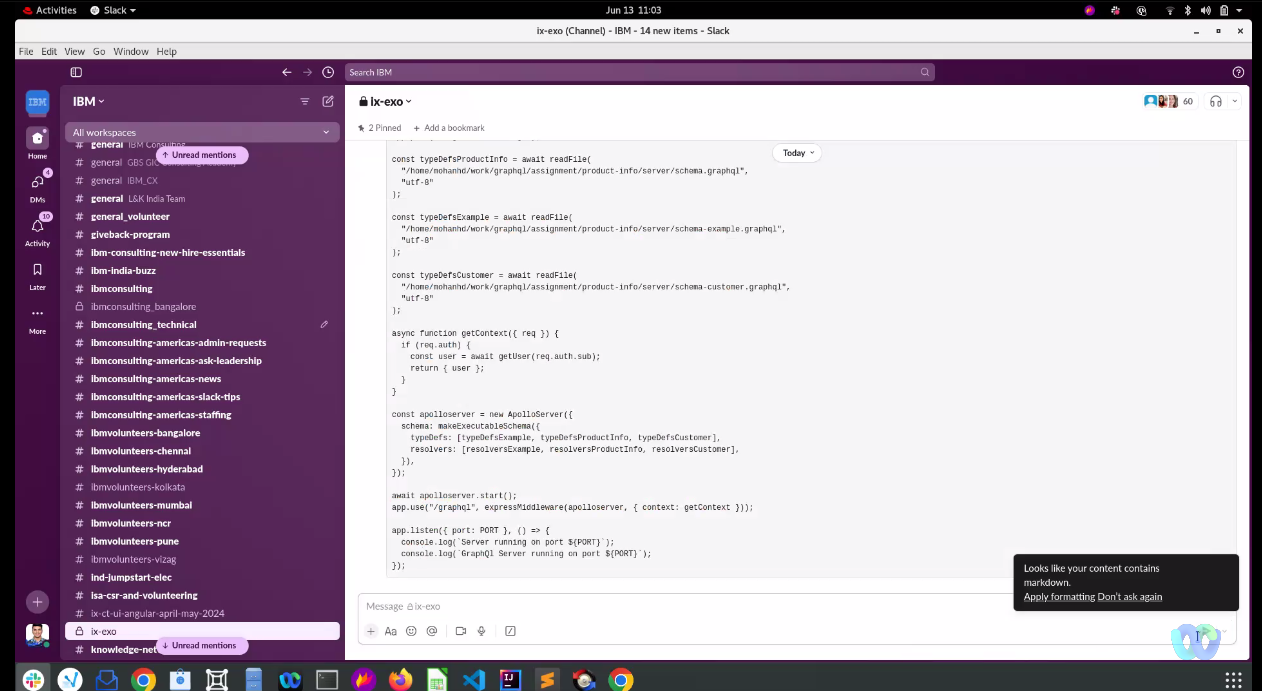 Activities
Slack
Jun 13 11:03
ix-exo (Channel) - IBM - 14 new items - Slack
File Edit View Go Window Help
Search IBM
IBM
IBM
All workspaces
general IBM Consulting
Unread mentions
general GBS GIC
general IBM_CX
general L&K India Team
general_volunteer
giveback-program
ibm-consulting-new-hire-essentials
ibm-india-buzz
ibmconsulting
ibmconsulting_bangalore
ibmconsulting_technical
ibmconsulting-americas-admin-requests
ibmconsulting-americas-ask-leadership
ibmconsulting-americas-news
ibmconsulting-americas-slack-tips
ibmconsulting-americas-staffing
ibmvolunteers-bangalore
ibmvolunteers-chennai
ibmvolunteers-hyderabad
ibmvolunteers-kolkata
ibmvolunteers-mumbai
ibmvolunteers-ncr
ibmvolunteers-pune
ibmvolunteers-vizag
ind-jumpstart-elec
isa-csr-and-volunteering
ix-ct-ui-angular-april-may-2024
ix-exo
Unread mentions
knowledge-net
Home
4
DMs
10
Activity
Later
More
ix-exo
60
2 Pinned
+ Add a bookmark
Today
const typeDefsProductInfo = await readFile(
"/home/mohanhd/work/graphql/assignment/product-info/server/schema.graphql",
"utf-8"
);
const typeDefsExample = await readFile(
"/home/mohanhd/work/graphql/assignment/product-info/server/schema-example.graphql",
"utf-8"
);
const typeDefsCustomer = await readFile(
"/home/mohanhd/work/graphql/assignment/product-info/server/schema-customer.graphql",
"utf-8"
);
async function getContext({ req }) {
if (req.auth) {
const user = await getUser(req.auth.sub);
return { user };
}
}
const apolloserver = new ApolloServer({
schema: makeExecutableSchema({
typeDefs: [typeDefsExample, typeDefsProductInfo, typeDefsCustomer],
resolvers: [resolversExample, resolversProductInfo, resolversCustomer],
}),
});
await apolloserver.start();
app.use("/graphql", expressMiddleware(apolloserver, { context: getContext }));
app.listen({ port: PORT }, () => {
console.log(`Server running on port ${PORT}`);
console.log(`GraphQl Server running on port ${PORT}`);
});
Looks like your content contains
markdown.
Apply formatting Don't ask again
Message ix-exo
Aa